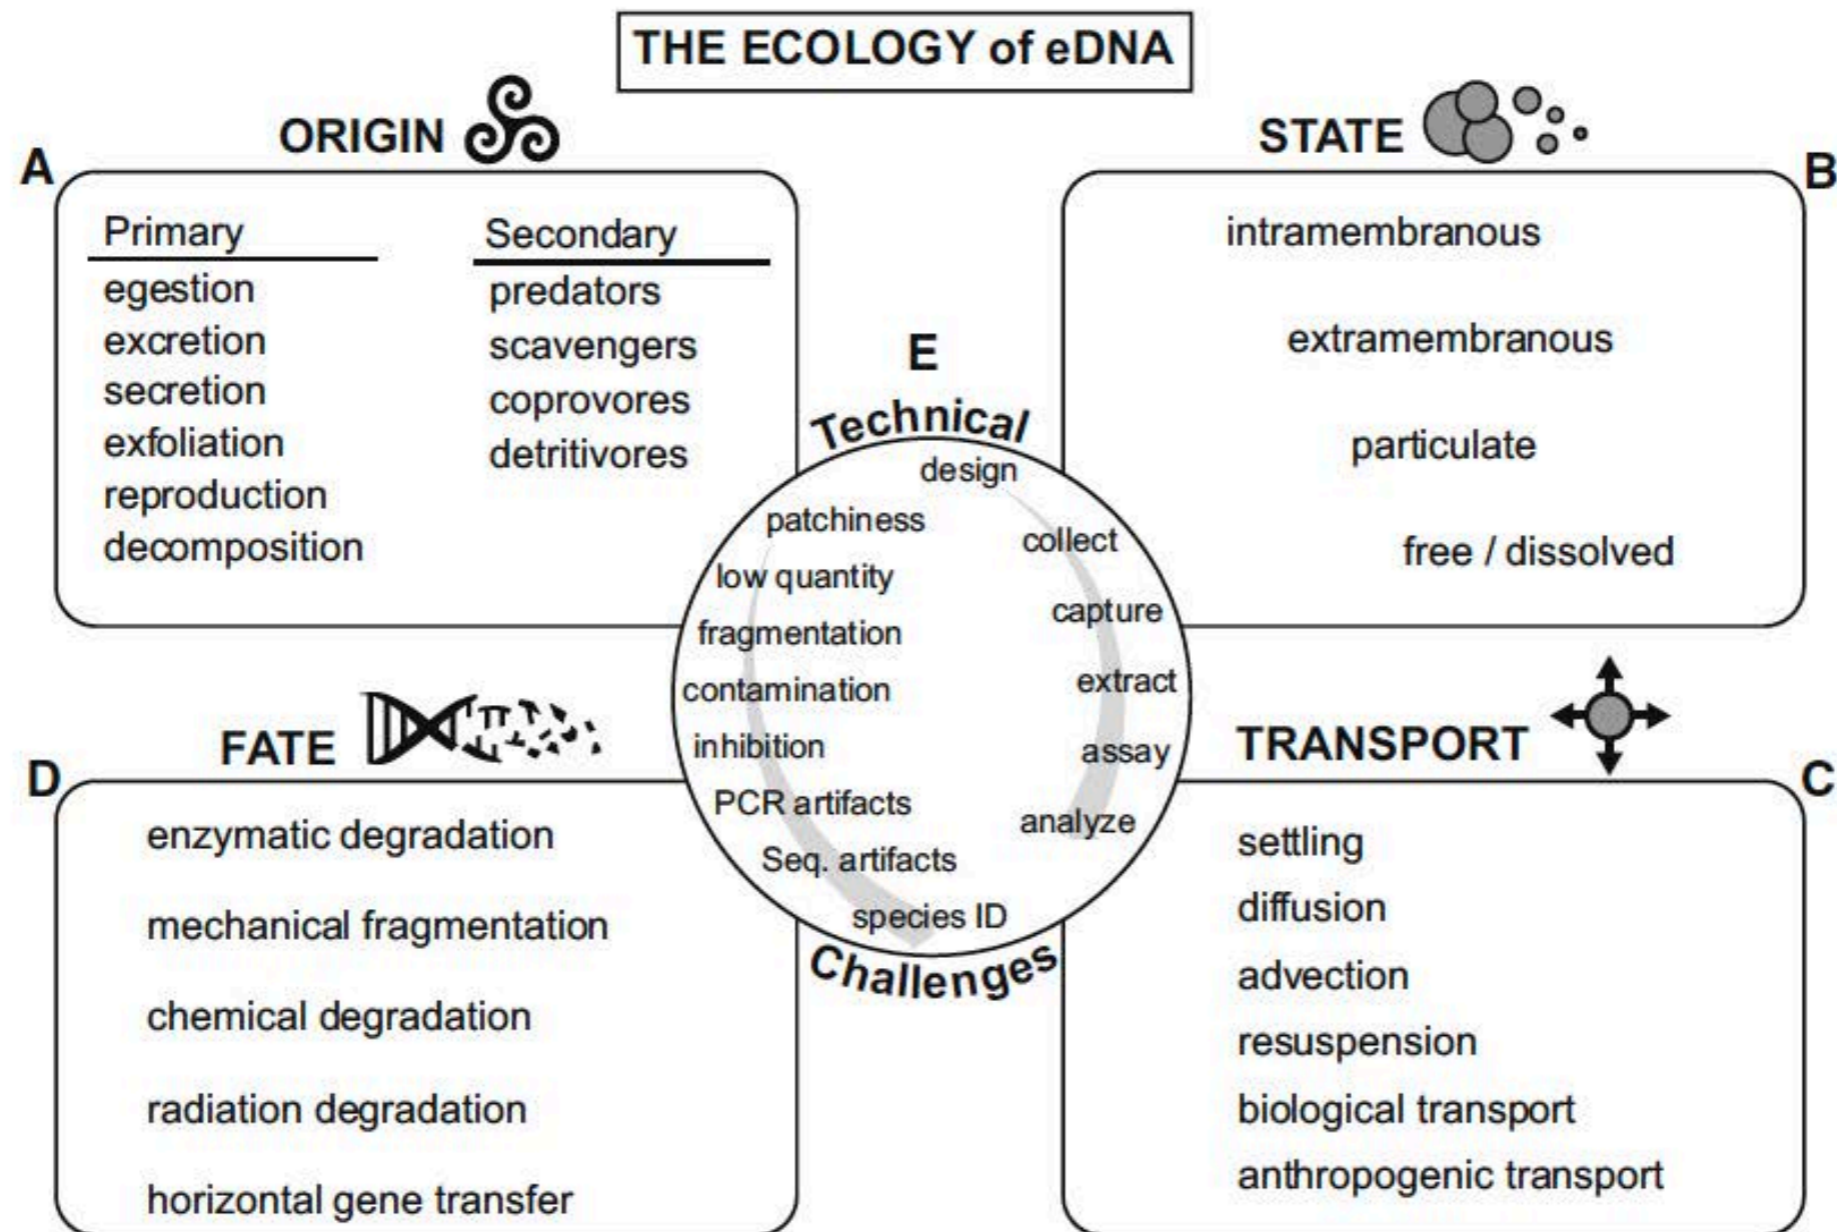 THE ECOLOGY of eDNA
ORIGIN
A
Primary
egestion
excretion
secretion
exfoliation
reproduction
decomposition
Secondary
predators
scavengers
coprovores
detritivores
STATE
B
intramembranous
extramembranous
particulate
free / dissolved
E
Technical
design
collect
capture
extract
assay
analyze
patchiness
low quantity
fragmentation
contamination
inhibition
PCR artifacts
Seq. artifacts
species ID
Challenges
FATE
D
enzymatic degradation
mechanical fragmentation
chemical degradation
radiation degradation
horizontal gene transfer
TRANSPORT
C
settling
diffusion
advection
resuspension
biological transport
anthropogenic transport